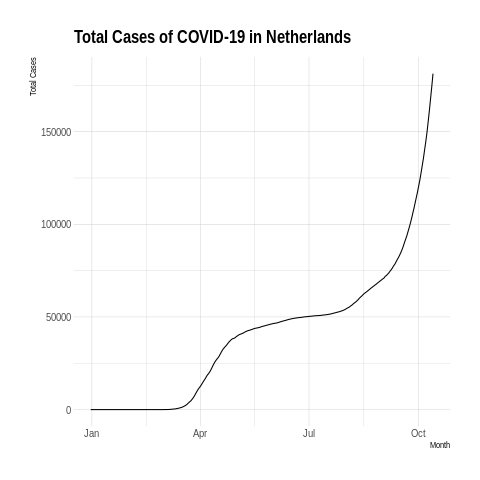 Total Cases of COVID-19 in Netherlands
Total Cases
150000
100000
50000
0
Jan Apr Jul Oct
Month